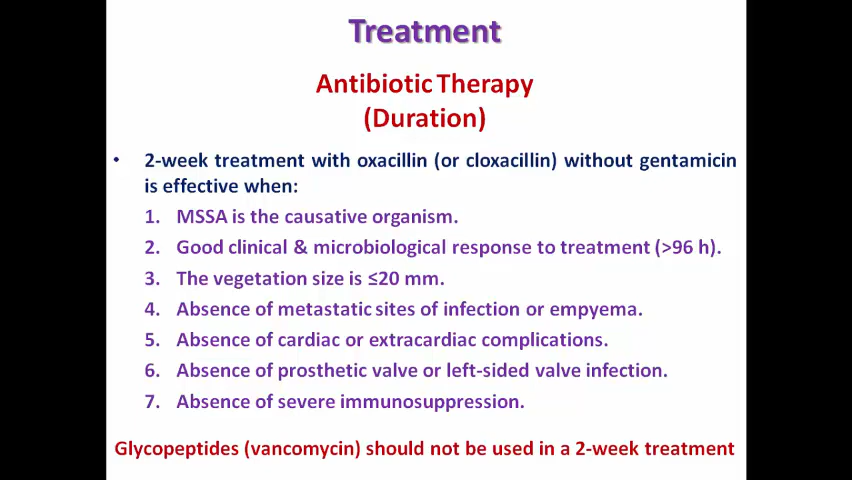 Treatment
Antibiotic Therapy
(Duration)
• 2-week treatment with oxacillin (or cloxacillin) without gentamicin
is effective when:
1. MSSA is the causative organism.
2. Good clinical & microbiological response to treatment (>96 h).
3. The vegetation size is ≤20 mm.
4. Absence of metastatic sites of infection or empyema.
5. Absence of cardiac or extracardiac complications.
6. Absence of prosthetic valve or left-sided valve infection.
7. Absence of severe immunosuppression.
Glycopeptides (vancomycin) should not be used in a 2-week treatment